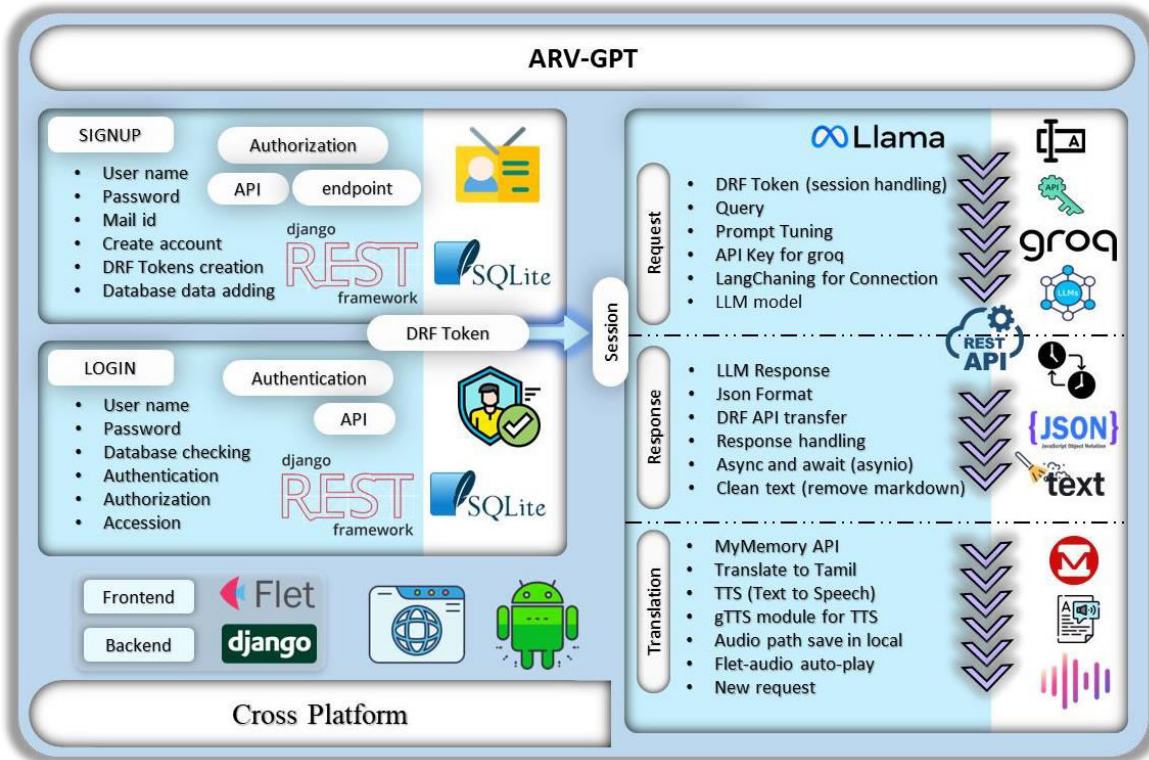 ARV-GPT
SIGNUP
Authorization
API
endpoint
• User name
• Password
• Mail id
• Create account
• DRF Tokens creation
• Database data adding
django
REST
framework
SQLite
DRF Token
Session
LOGIN
Authentication
API
• User name
• Password
• Database checking
• Authentication
• Authorization
• Accession
django
REST
framework
SQLite
Frontend
Flet
Backend
django
Cross Platform
Llama
A
Request
• DRF Token (session handling)
• Query
• Prompt Tuning
• API Key for groq
• LangChaning for Connection
• LLM model
API
groq
LLMs
REST
API
Response
• LLM Response
• Json Format
• DRF API transfer
• Response handling
• Async and await (asynio)
• Clean text (remove markdown)
{JSON}
JavaScript Object Notation
text
Translation
• MyMemory API
• Translate to Tamil
• TTS (Text to Speech)
• gTTS module for TTS
• Audio path save in local
• Flet-audio auto-play
• New request
A